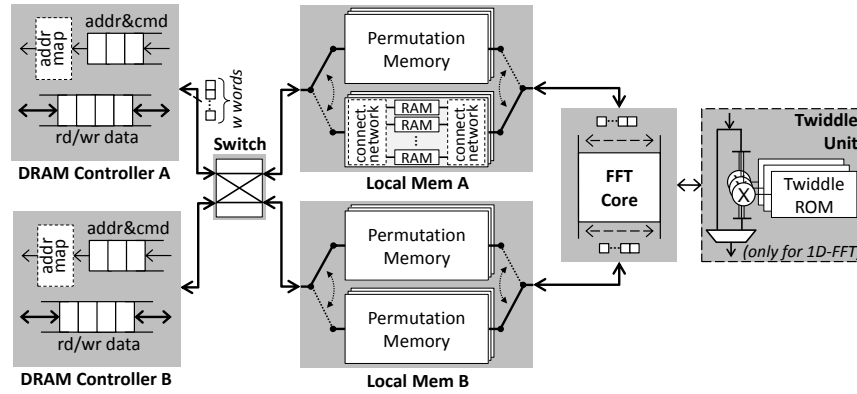 addr&cmd
addr
map
rd/wr data
DRAM Controller A
w words
Switch
addr&cmd
addr
map
rd/wr data
DRAM Controller B
Permutation
Memory
connect.
network
RAM
RAM
RAM
connect.
network
Local Mem A
Permutation
Memory
Permutation
Memory
Local Mem B
FFT
Core
Twiddle
Unit
X
Twiddle
ROM
(only for 1D-FFT)